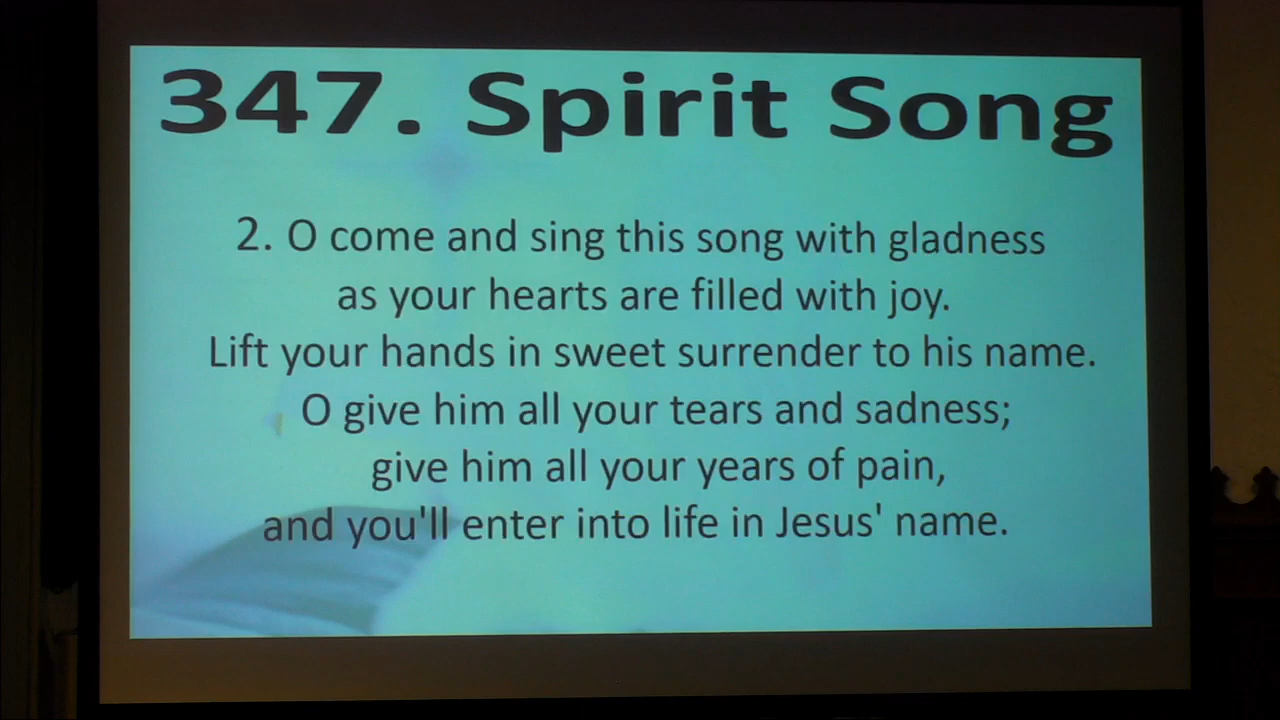 347. Spirit Song
2. O come and sing this song with gladness
as your hearts are filled with joy.
Lift your hands in sweet surrender to his name.
O give him all your tears and sadness;
give him all your years of pain,
and you'll enter into life in Jesus' name.